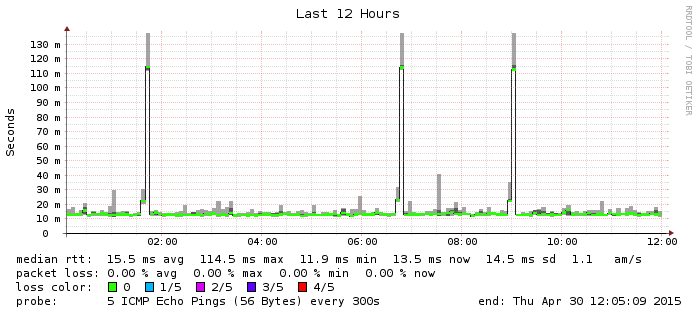 Last 12 Hours
RRDTOOL / TOBI OETIKER
Seconds
130 m
120 m
110 m
100 m
90 m
80 m
70 m
60 m
50 m
40 m
30 m
20 m
10 m
0
02:00 04:00 06:00 08:00 10:00 12:00
median rtt: 15.5 ms avg 114.5 ms max 11.9 ms min 13.5 ms now 14.5 ms sd 1.1 am/s
packet loss: 0.00 % avg 0.00 % max 0.00 % min 0.00 % now
loss color: 0 1/5 2/5 3/5 4/5
probe: 5 ICMP Echo Pings (56 Bytes) every 300s end: Thu Apr 30 12:05:09 2015